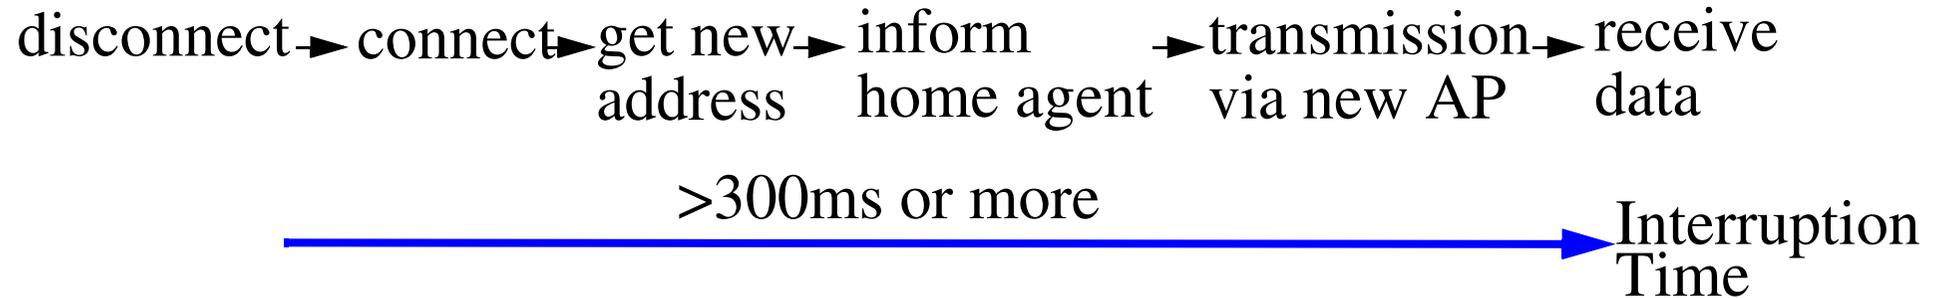 disconnect connect get new inform transmission receive
address home agent via new AP data
>300ms or more
Interruption
Time